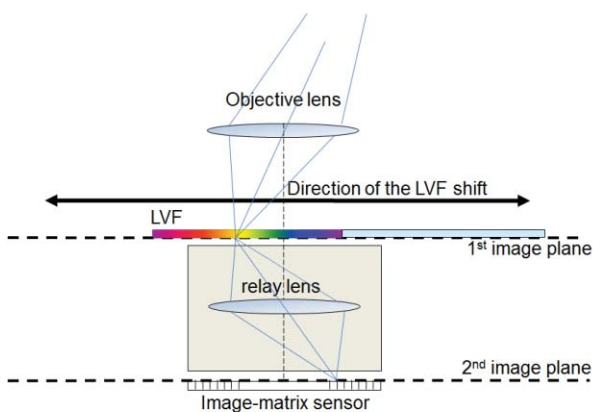 Objective lens
Direction of the LVF shift
LVF
1st image plane
relay lens
2nd image plane
Image-matrix sensor